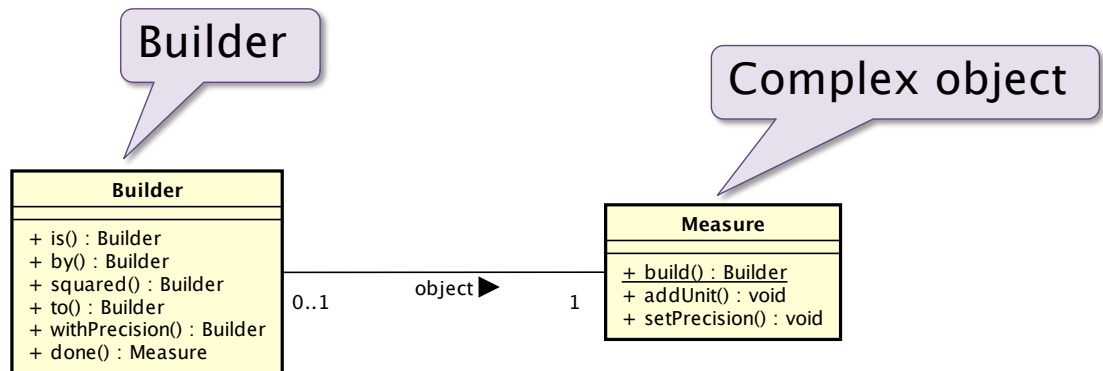 Builder
Complex object
Builder
+ is() : Builder
+ by() : Builder
+ squared() : Builder
+ to() : Builder
+ withPrecision() : Builder
+ done() : Measure
0..1
object
1
Measure
+ build() : Builder
+ addUnit() : void
+ setPrecision() : void